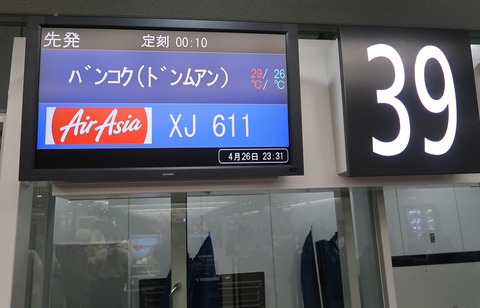 先発 定刻 00:10
バンコク(ドンムアン) 29/26
℃/℃
AirAsia XJ 611
4月26日 23:31
39